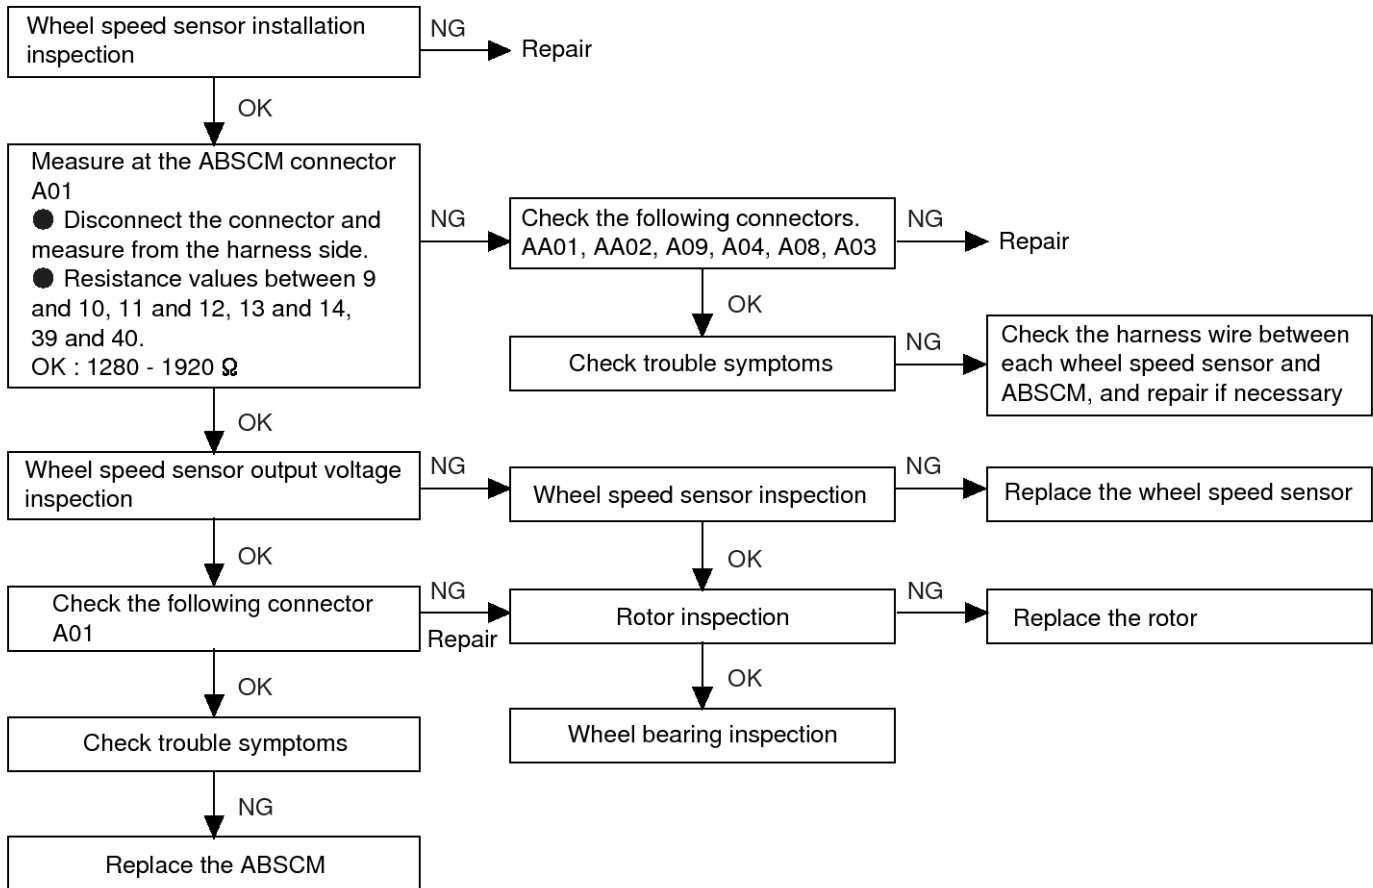 Wheel speed sensor installation
inspection
NG
Repair
OK
Measure at the ABSCM connector
A01
● Disconnect the connector and
measure from the harness side.
● Resistance values between 9
and 10, 11 and 12, 13 and 14,
39 and 40.
OK : 1280 - 1920 Ω
NG
Check the following connectors.
AA01, AA02, A09, A04, A08, A03
NG
Repair
OK
Check trouble symptoms
NG
Check the harness wire between
each wheel speed sensor and
ABSCM, and repair if necessary
OK
Wheel speed sensor output voltage
inspection
NG
Wheel speed sensor inspection
NG
Replace the wheel speed sensor
OK
OK
Check the following connector
A01
NG
Repair
Rotor inspection
NG
Replace the rotor
OK
OK
Check trouble symptoms
Wheel bearing inspection
NG
Replace the ABSCM